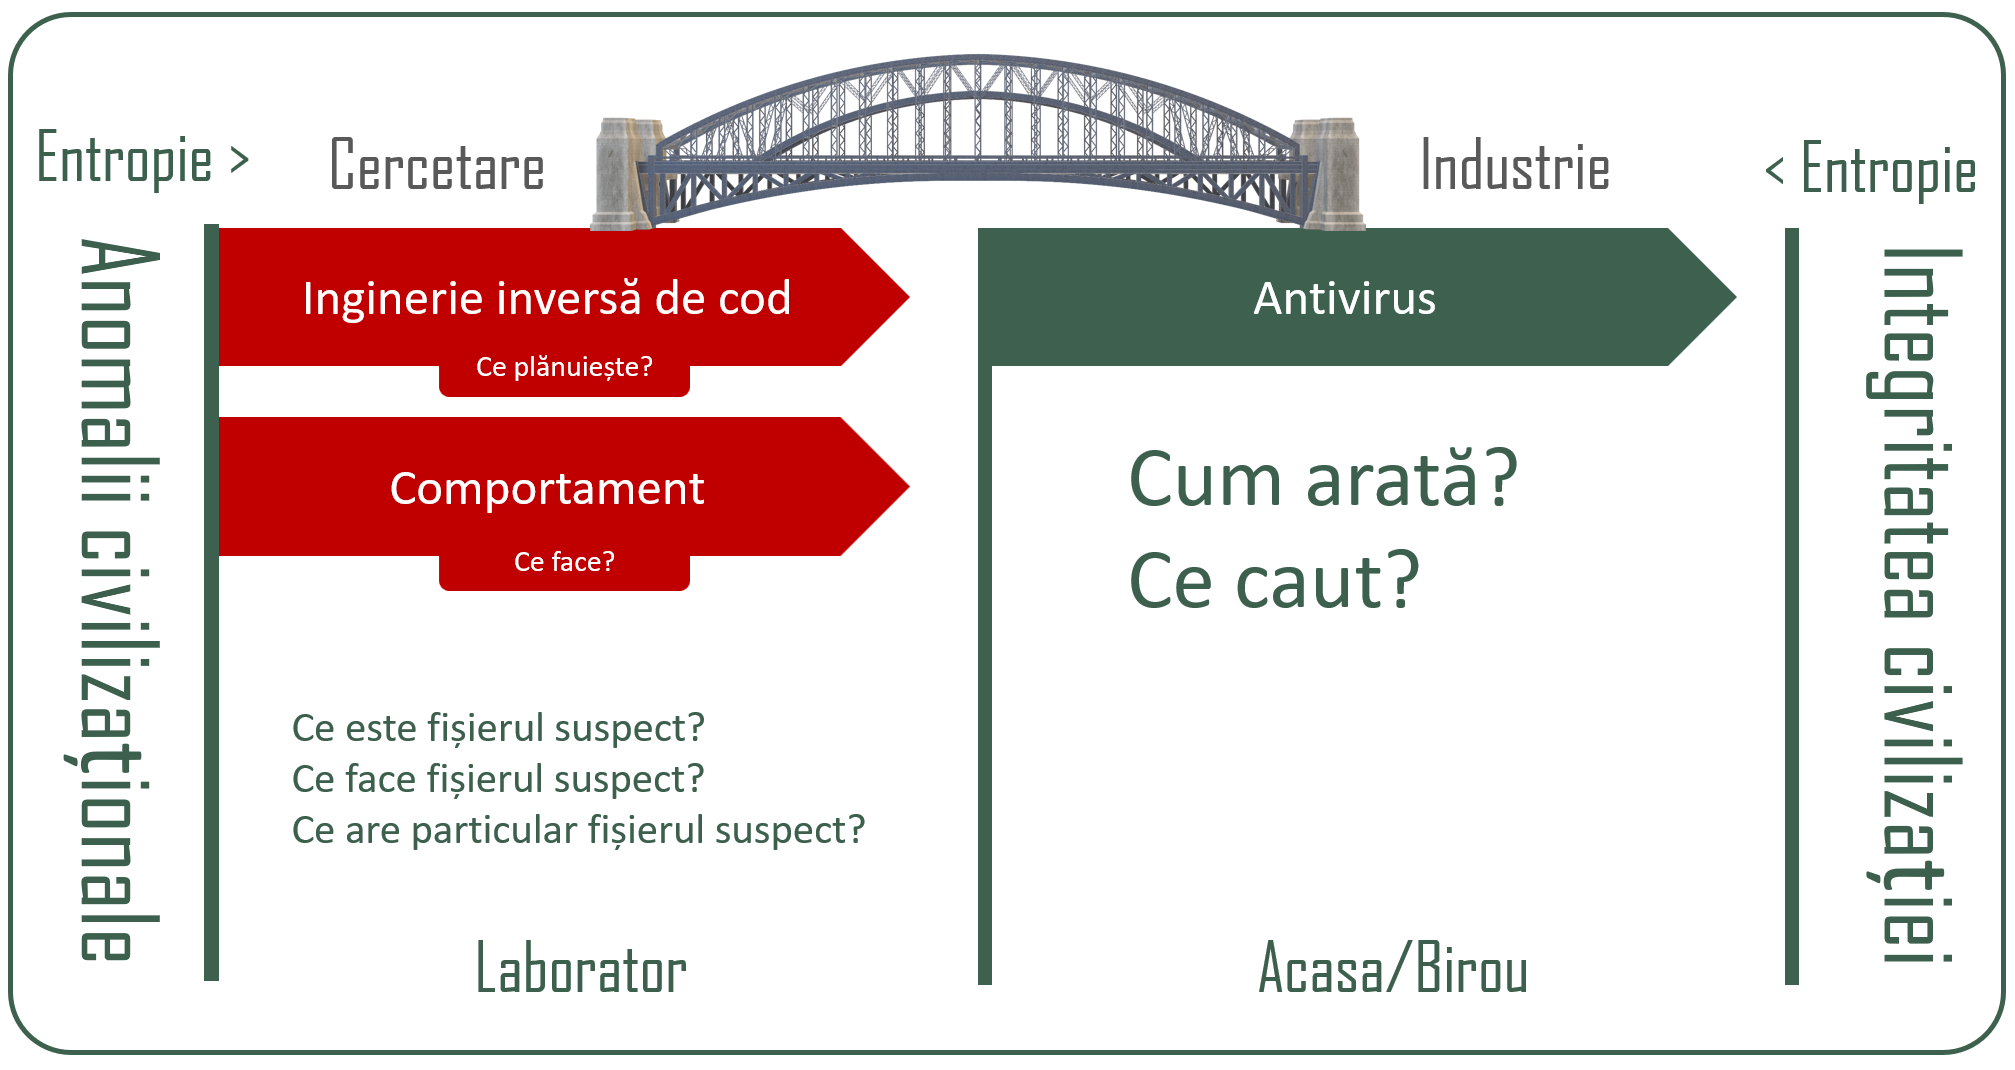 Entropie >
Cercetare
Industrie
< Entropie
Anomalii civilizaționale
Inginerie inversă de cod
Ce plănuiește?
Comportament
Ce face?
Ce este fișierul suspect?
Ce face fișierul suspect?
Ce are particular fișierul suspect?
Laborator
Antivirus
Cum arată?
Ce caut?
Acasa/Birou
Integritatea civilizației